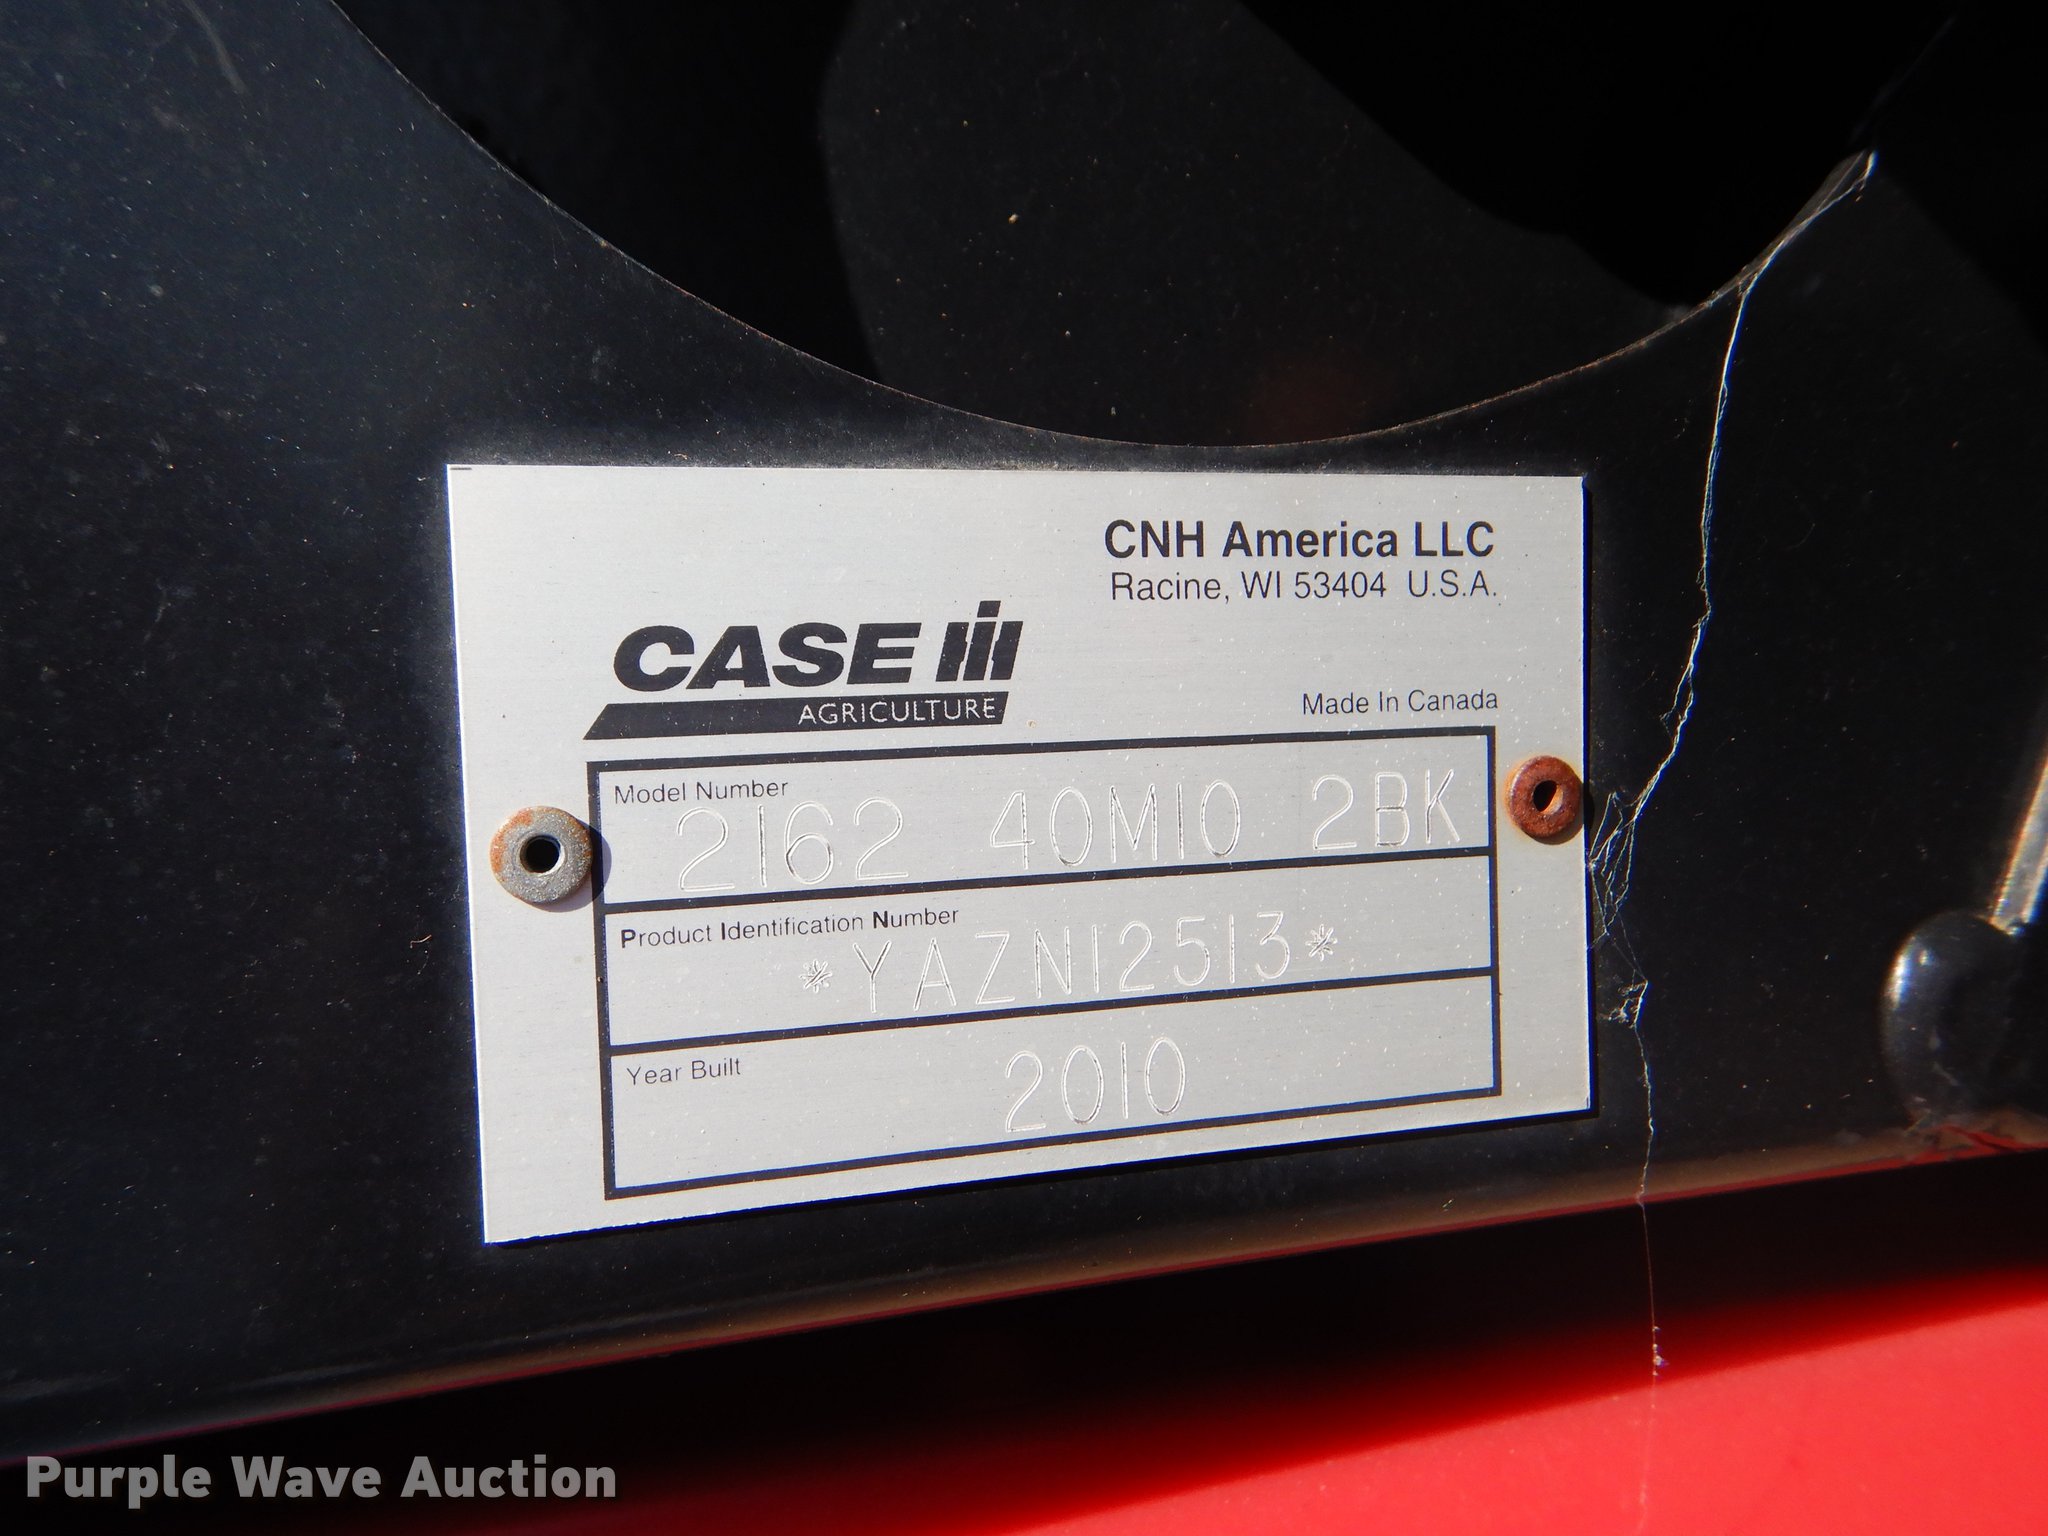 CNH America LLC
Racine, WI 53404 U.S.A.
CASE IH
AGRICULTURE
Made In Canada
Model Number
2162 40M10 2BK
Product Identification Number
*YAZN12513*
Year Built
2010
Purple Wave Auction